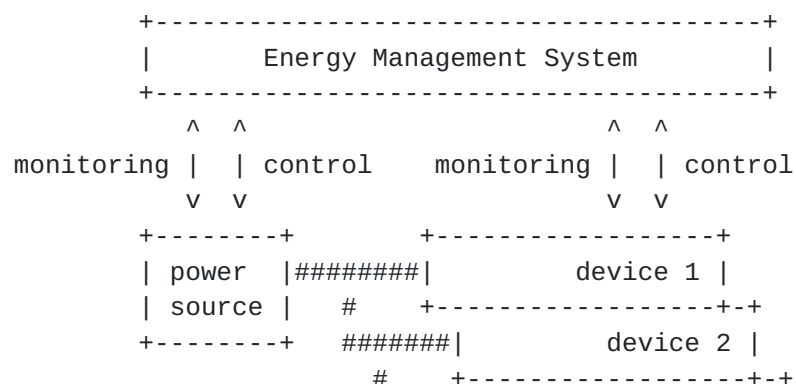 +---------------------------------------+
|       Energy Management System        |
+---------------------------------------+
^  ^                       ^  ^
monitoring |  | control    monitoring |  | control
v  v                       v  v
+--------+        +------------------+
| power  |########|         device 1 |
| source |   #    +------------------+-+
+--------+   #######|         device 2 |
#    +------------------+-+